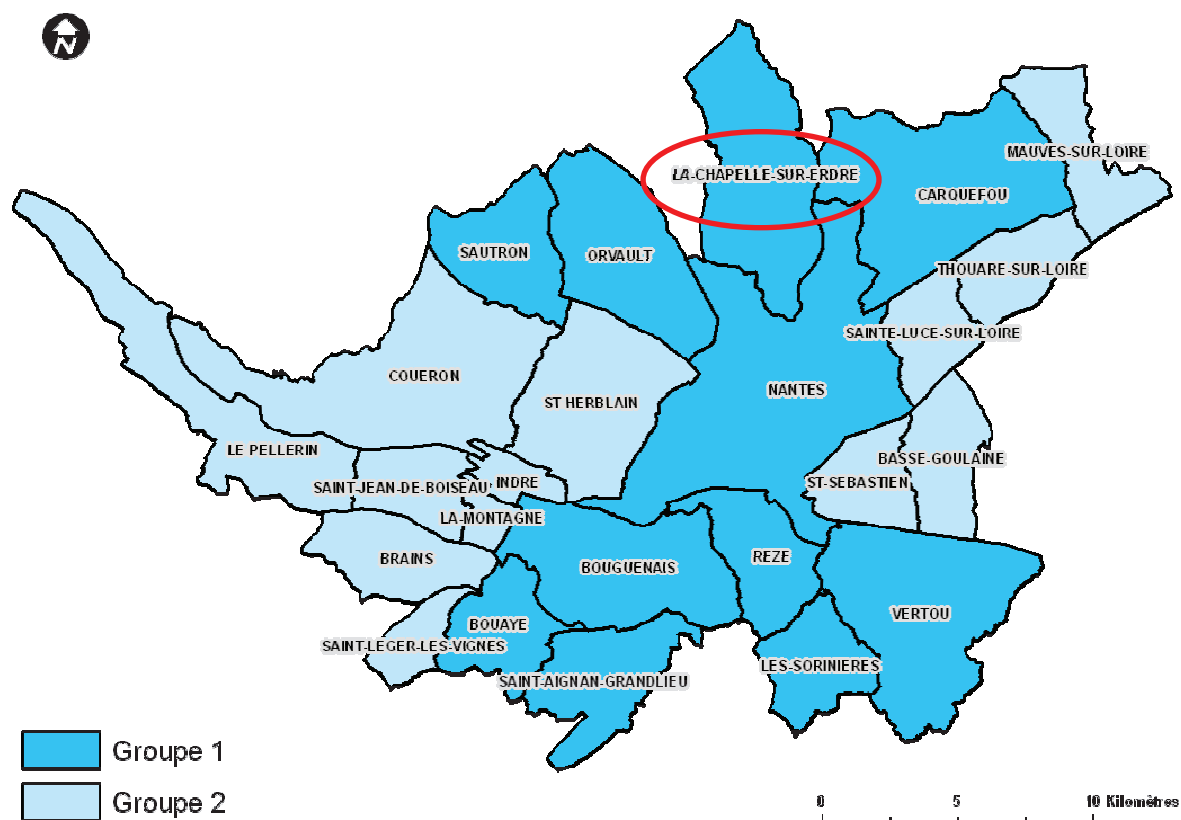 N
MAUVES-SUR-LOIRE
LA-CHAPELLE-SUR-ERDRE
CARQUEFOU
SAUTRON
ORVAULT
THOUARE-SUR-LOIRE
SAINTE-LUCE-SUR-LOIRE
COUERON
NANTES
ST HERBLAIN
LE PELLERIN
BASSE-GOULAINE
SAINT-JEAN-DE-BOISEAU
INDRE
ST-SEBASTIEN
LA-MONTAGNE
BRAINS
BOUGUENAIS
REZE
VERTOU
BOUAYE
SAINT-LEGER-LES-VIGNES
LES-SORINIERES
SAINT-AIGNAN-GRANDLIEU
Groupe 1
Groupe 2
0 5 10 Kilomètres